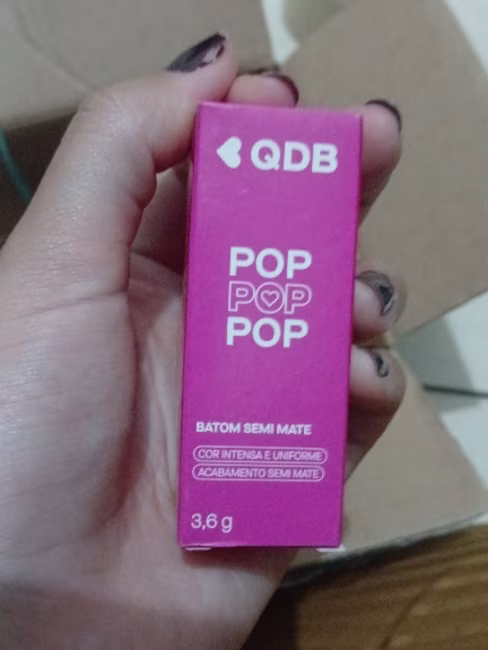 QDB
POP
POP
POP
BATOM SEMI MATE
COR INTENSA E UNIFORME
ACABAMENTO SEMI MATE
3,6 g